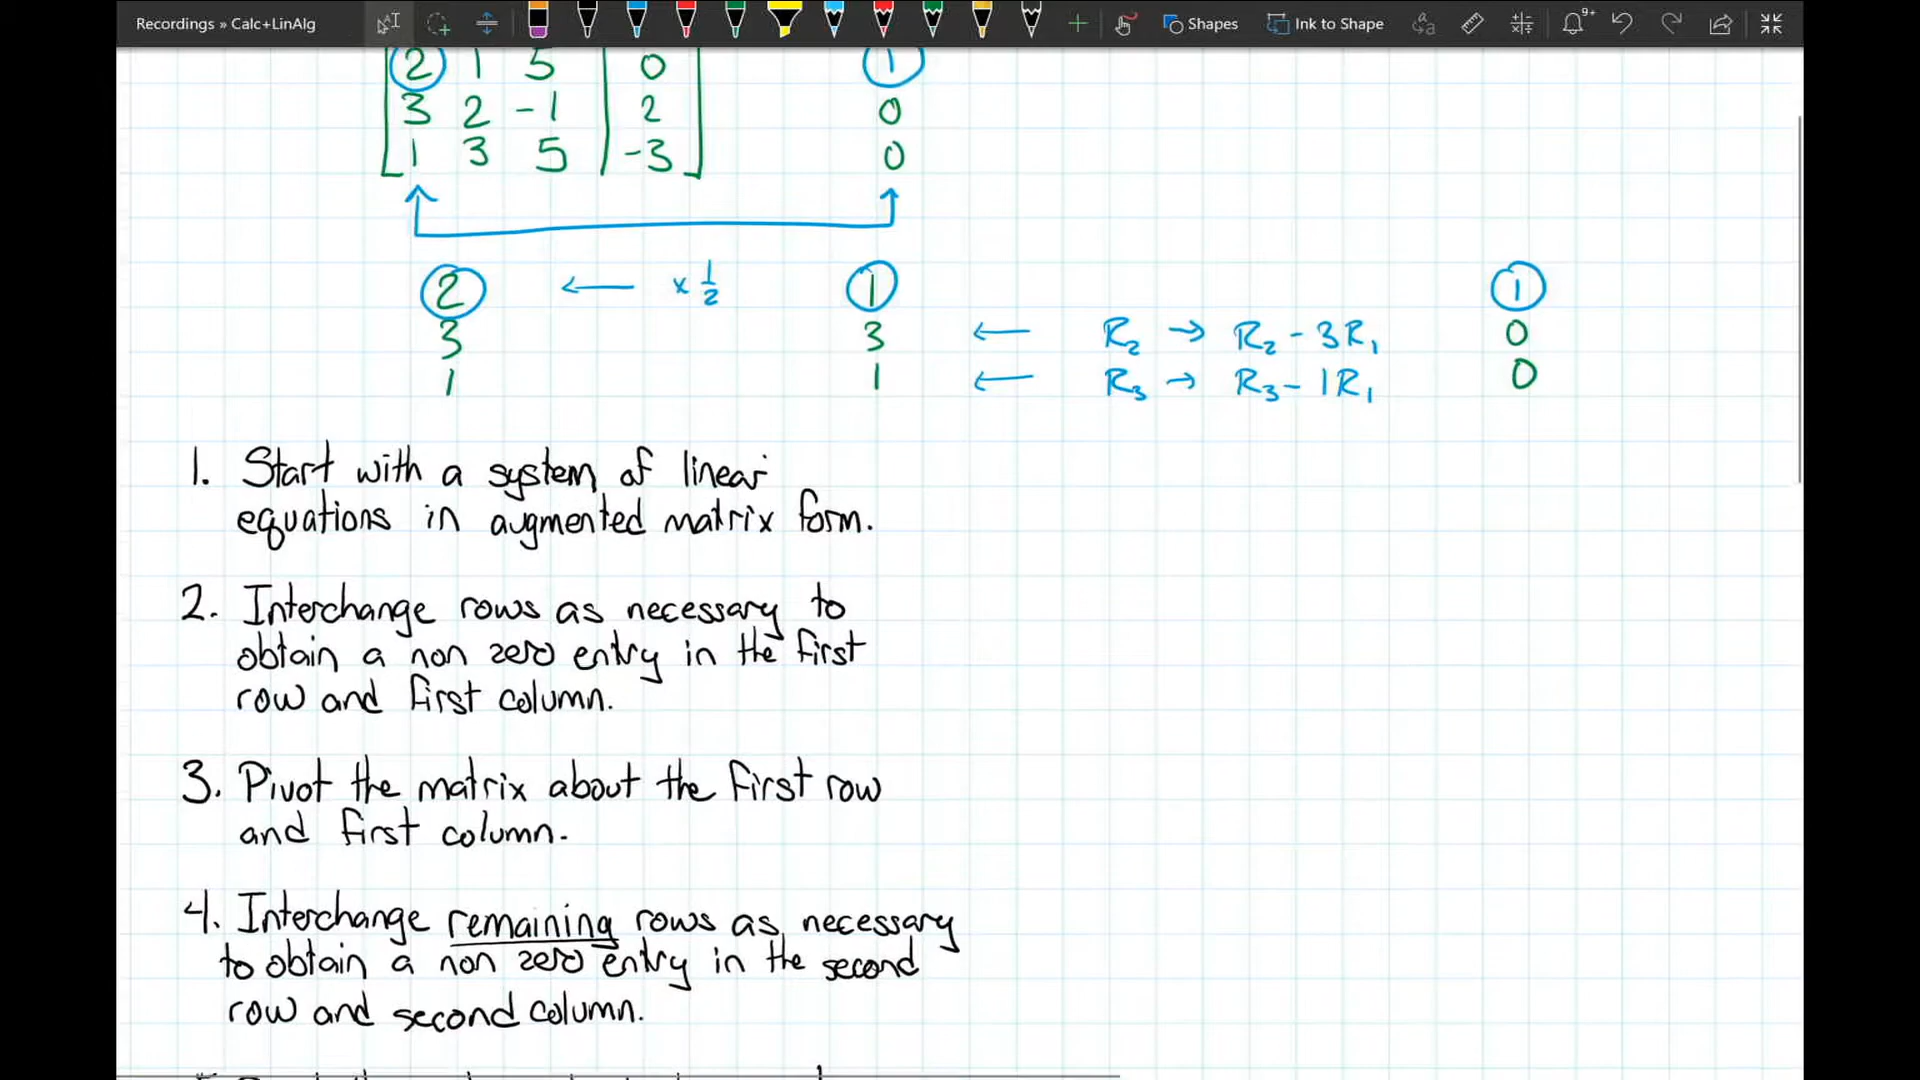 Recordings » Calc+LinAlg
Shapes
Ink to Shape
9+
2 1 5 0 1
3 2 -1 2 0
1 3 5 -3 0
2 ← x 1/2 1 1
3 3 ← R₂ → R₂ - 3R₁ 0
1 1 ← R₃ → R₃ - 1R₁ 0
1. Start with a system of linear
equations in augmented matrix form.
2. Interchange rows as necessary to
obtain a non zero entry in the first
row and first column.
3. Pivot the matrix about the first row
and first column.
4. Interchange remaining rows as necessary
to obtain a non zero entry in the second
row and second column.